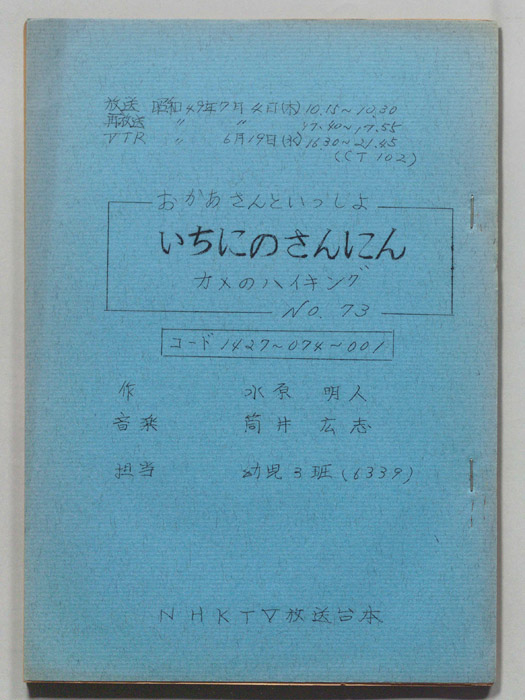 放送 昭和49年7月4日(木) 10.15~10.30
再放送 〃 〃 17.40~17.55
VTR 〃 6月19日(水) 16.30~21.45
(CT 102)
おかあさんといっしよ
いちにのさんにん
カメのハイキング
NO. 73
コード 1427~074~001
作 水原 明人
音楽 筒井 広志
担当 幼児3班(6339)
NHKTV放送台本